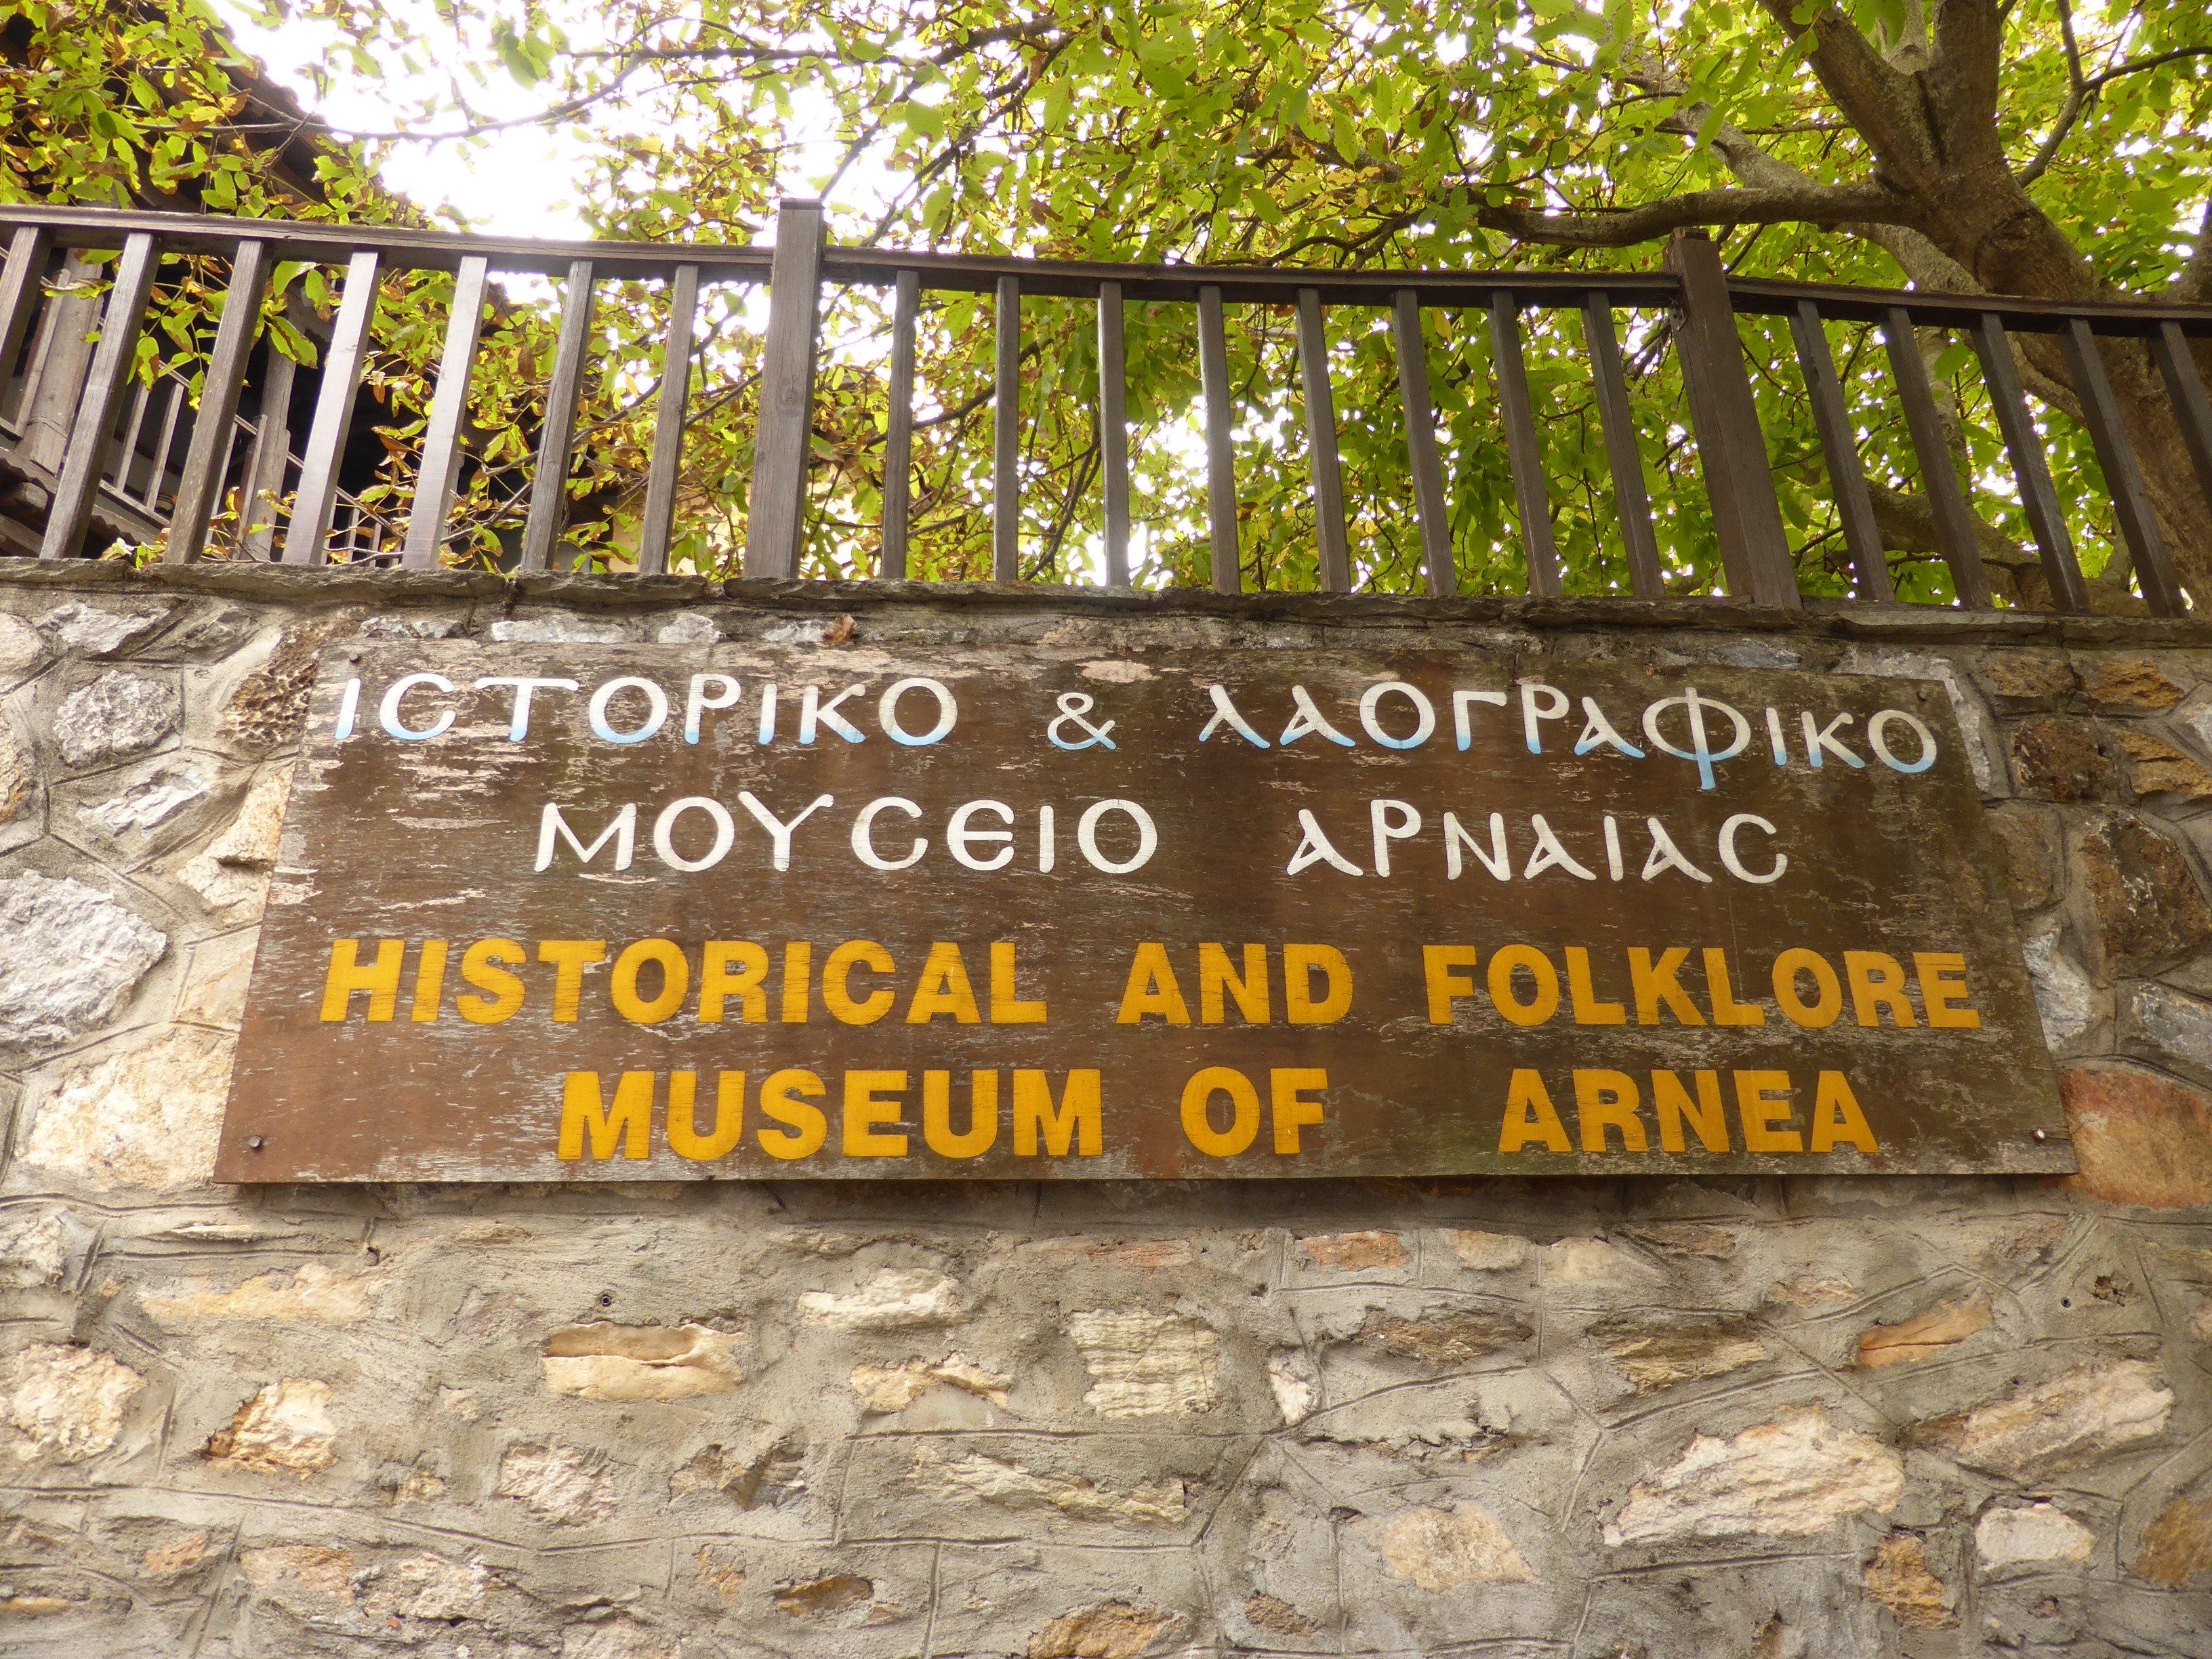 ΙϹΤΟΡΙΚΟ & ΛΑΟΓΡΑΦΙΚΟ
ΜΟΥϹΕΙΟ ΑΡΝΑΙΑϹ
HISTORICAL AND FOLKLORE
MUSEUM OF ARNEA